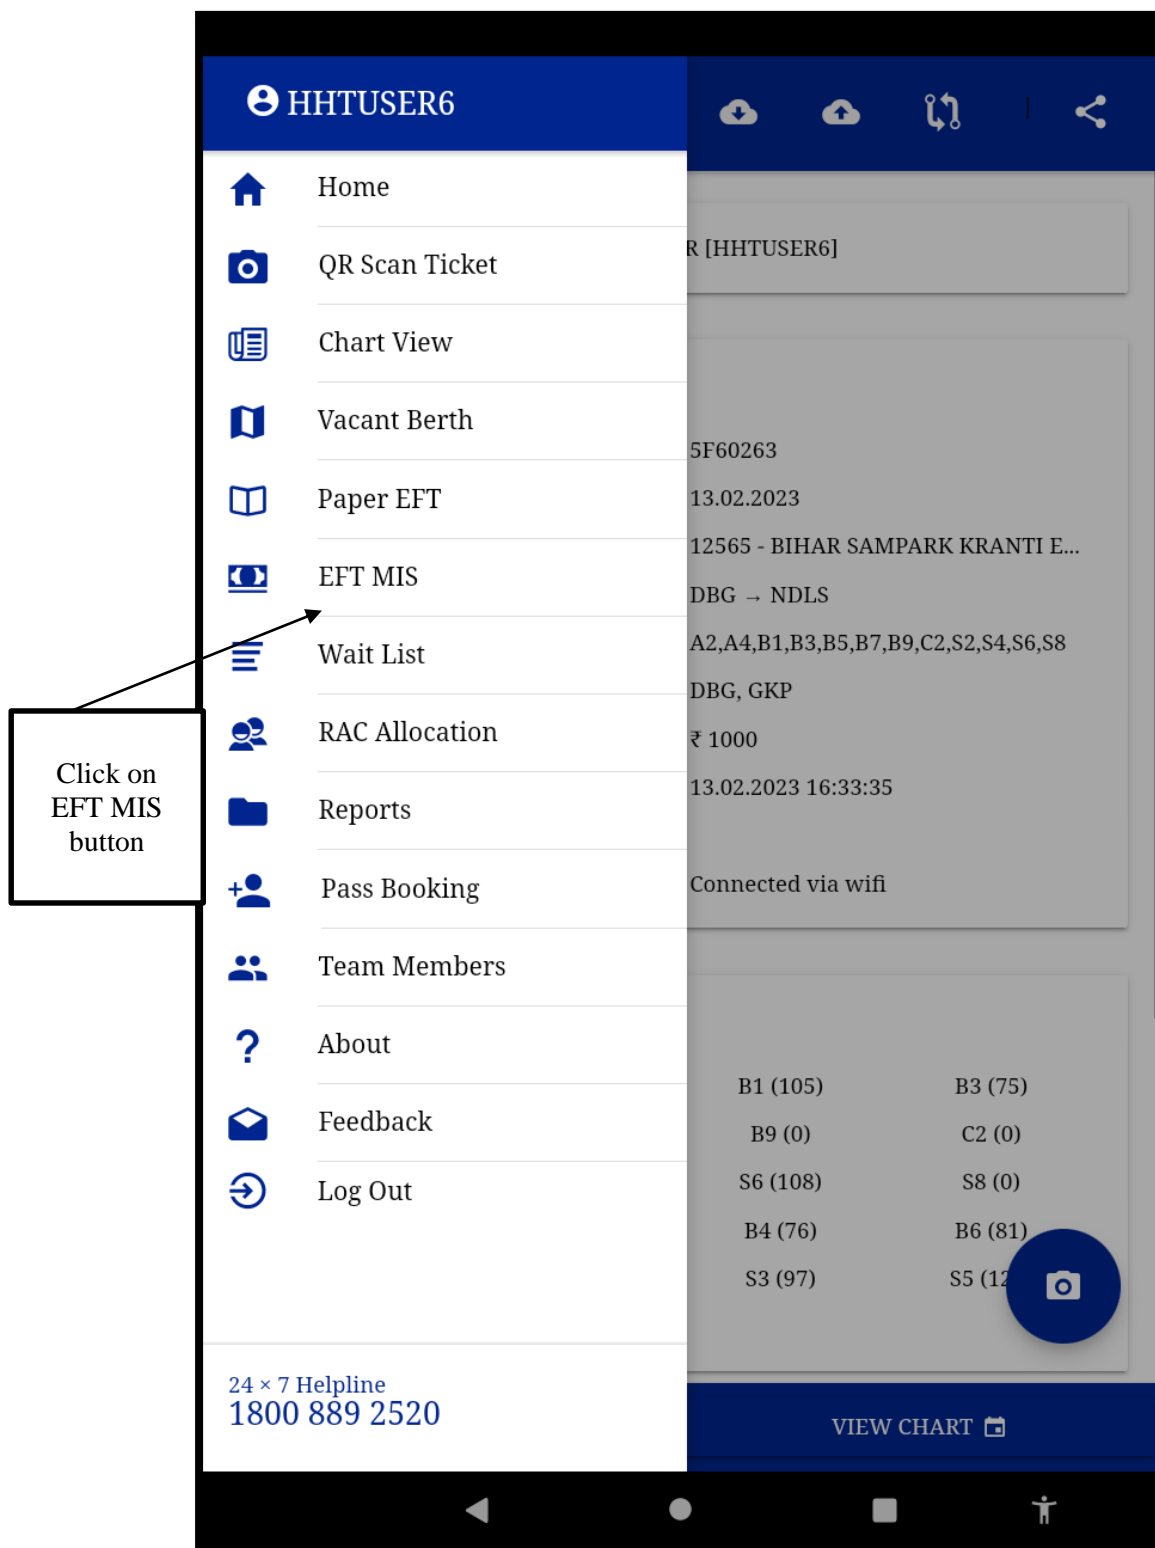 HHTUSER6
Home
QR Scan Ticket
Chart View
Vacant Berth
Paper EFT
EFT MIS
Wait List
RAC Allocation
Reports
Pass Booking
Team Members
About
Feedback
Log Out
24 × 7 Helpline
1800 889 2520
Click on
EFT MIS
button
R [HHTUSER6]
5F60263
13.02.2023
12565 - BIHAR SAMPARK KRANTI E...
DBG → NDLS
A2,A4,B1,B3,B5,B7,B9,C2,S2,S4,S6,S8
DBG, GKP
₹ 1000
13.02.2023 16:33:35
Connected via wifi
B1 (105) B3 (75)
B9 (0) C2 (0)
S6 (108) S8 (0)
B4 (76) B6 (81)
S3 (97) S5 (12
VIEW CHART